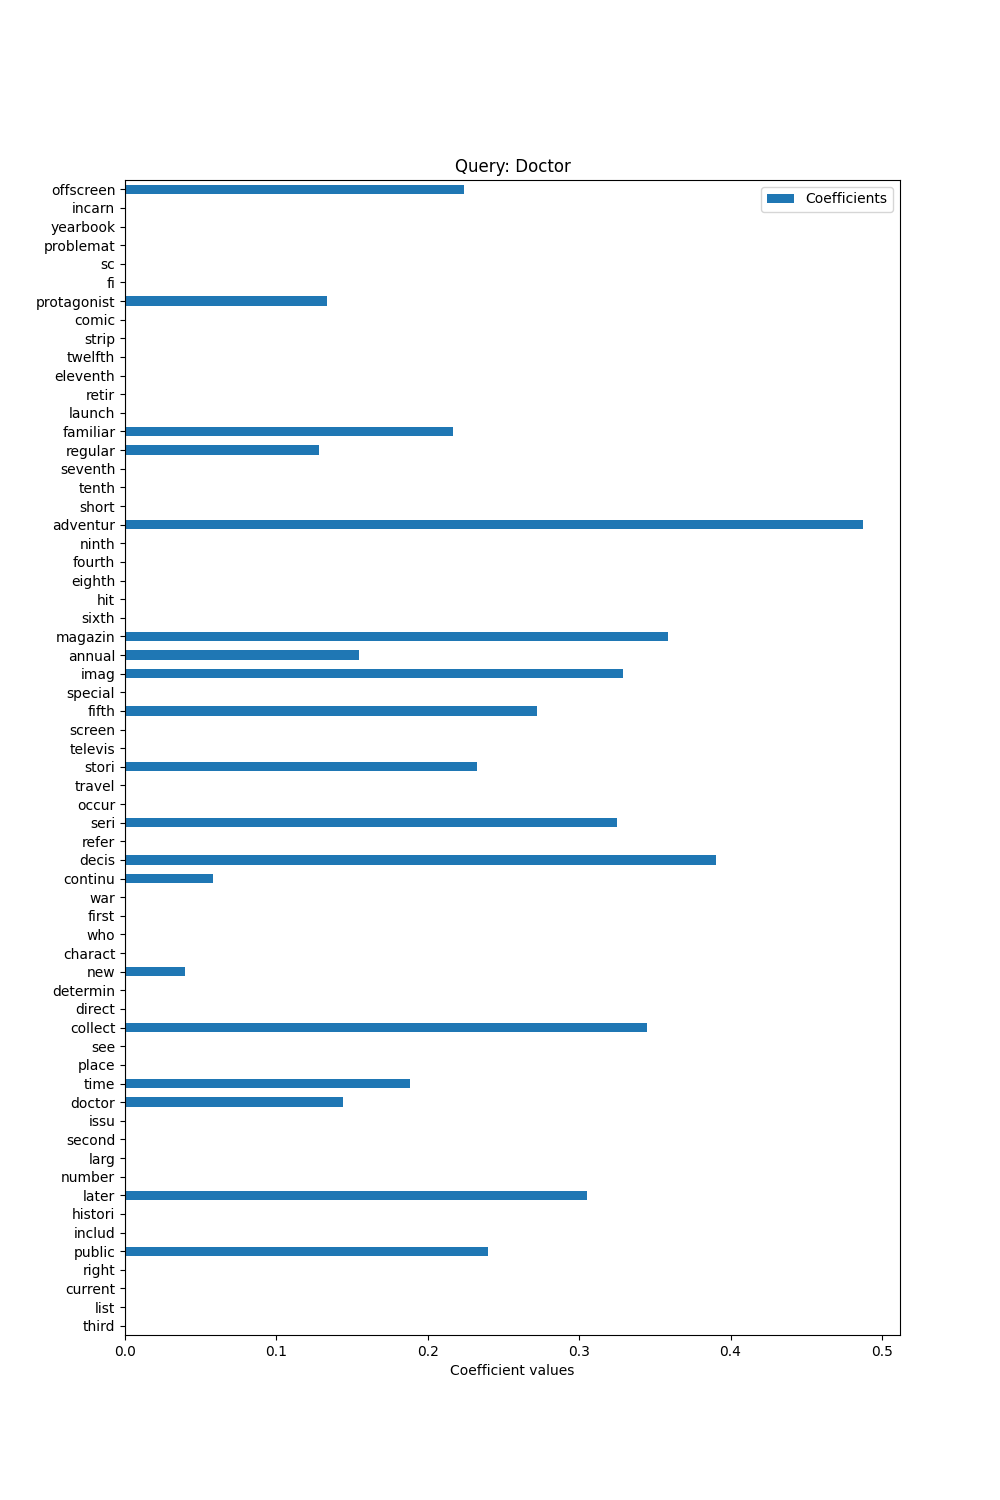 Query: Doctor
Coefficients
offscreen
incarn
yearbook
problemat
sc
fi
protagonist
comic
strip
twelfth
eleventh
retir
launch
familiar
regular
seventh
tenth
short
adventur
ninth
fourth
eighth
hit
sixth
magazin
annual
imag
special
fifth
screen
televis
stori
travel
occur
seri
refer
decis
continu
war
first
who
charact
new
determin
direct
collect
see
place
time
doctor
issu
second
larg
number
later
histori
includ
public
right
current
list
third
0.0 0.1 0.2 0.3 0.4 0.5
Coefficient values